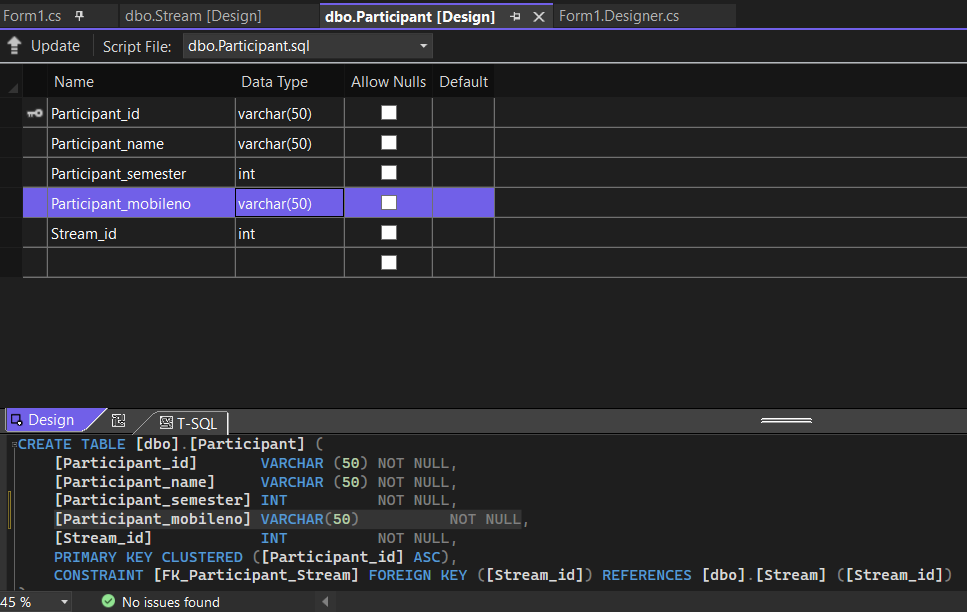 Form1.cs dbo.Stream [Design] dbo.Participant [Design] Form1.Designer.cs
Update Script File: dbo.Participant.sql
Name Data Type Allow Nulls Default
Participant_id varchar(50)
Participant_name varchar(50)
Participant_semester int
Participant_mobileno varchar(50)
Stream_id int
Design T-SQL
CREATE TABLE [dbo].[Participant] (
[Participant_id] VARCHAR (50) NOT NULL,
[Participant_name] VARCHAR (50) NOT NULL,
[Participant_semester] INT NOT NULL,
[Participant_mobileno] VARCHAR(50) NOT NULL,
[Stream_id] INT NOT NULL,
PRIMARY KEY CLUSTERED ([Participant_id] ASC),
CONSTRAINT [FK_Participant_Stream] FOREIGN KEY ([Stream_id]) REFERENCES [dbo].[Stream] ([Stream_id])
45 % No issues found